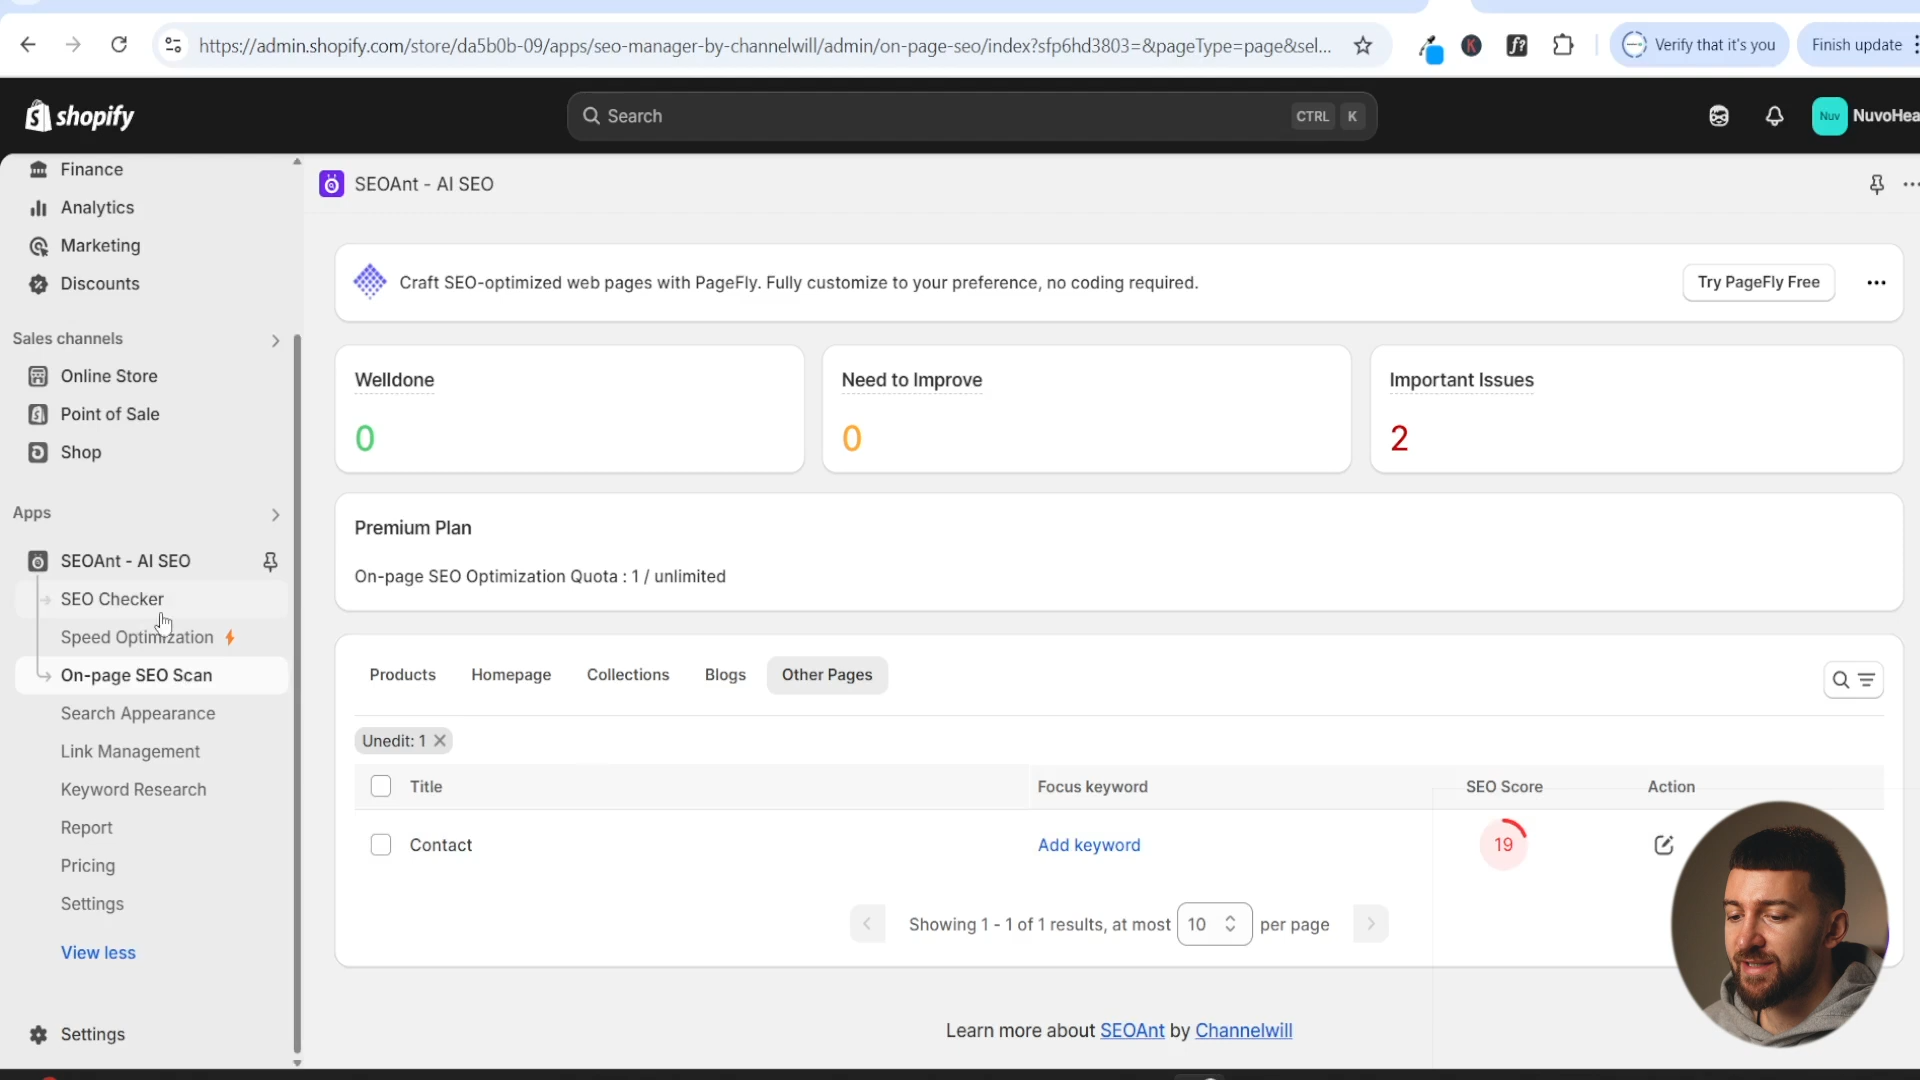 https://admin.shopify.com/store/da5b0b-09/apps/seo-manager-by-channelwill/admin/on-page-seo/index?sfp6hd3803=&pageType=page&sel...
K
f?
Verify that it's you
Finish update
shopify
Search
CTRL K
Nuv
NuvoHea
Finance
Analytics
Marketing
Discounts
Sales channels
Online Store
Point of Sale
Shop
Apps
SEOAnt - AI SEO
SEO Checker
Speed Optimization
On-page SEO Scan
Search Appearance
Link Management
Keyword Research
Report
Pricing
Settings
View less
Settings
SEOAnt - AI SEO
Craft SEO-optimized web pages with PageFly. Fully customize to your preference, no coding required.
Try PageFly Free
Welldone
0
Need to Improve
0
Important Issues
2
Premium Plan
On-page SEO Optimization Quota : 1 / unlimited
Products Homepage Collections Blogs Other Pages
Unedit: 1
Title Focus keyword SEO Score Action
Contact Add keyword 19
Showing 1 - 1 of 1 results, at most 10 per page
Learn more about SEOAnt by Channelwill